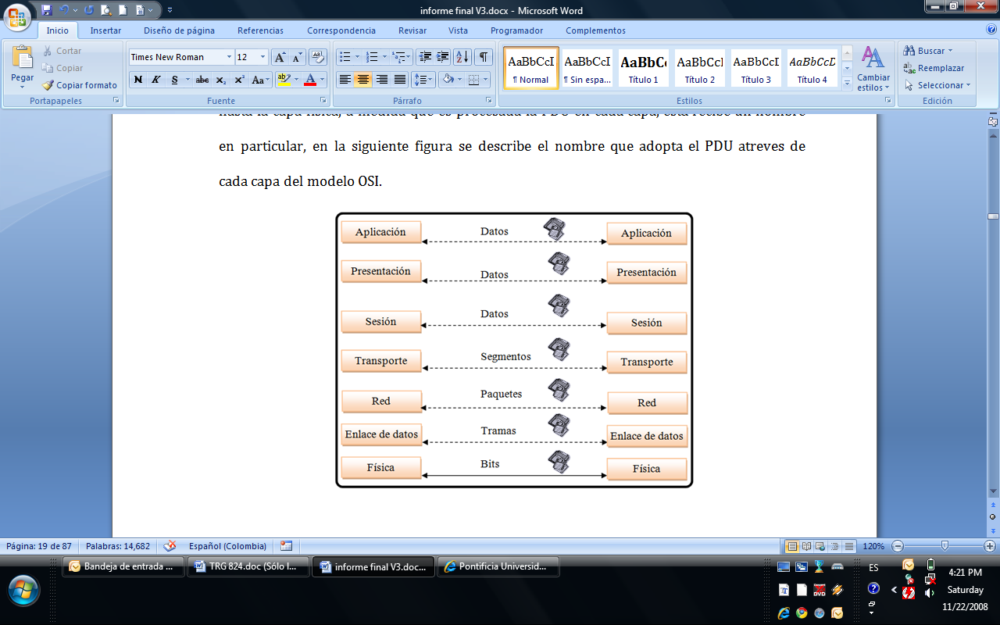 informe final V3.docx - Microsoft Word
Inicio Insertar Diseño de página Referencias Correspondencia Revisar Vista Programador Complementos
Pegar
Cortar
Copiar
Copiar formato
Portapapeles
Times New Roman 12
N K S abc x₂ x² Aa
Fuente
Párrafo
AaBbCcI AaBbCcI AaBbC AaBbCcI AaBbCcI AaBbCcD
¶ Normal ¶ Sin espa... Título 1 Título 2 Título 3 Título 4
Cambiar estilos
Estilos
Buscar
Reemplazar
Seleccionar
Edición
hasta la capa física, a medida que es procesada la PDU en cada capa, esta recibe un nombre
en particular, en la siguiente figura se describe el nombre que adopta el PDU atreves de
cada capa del modelo OSI.
Aplicación Datos Aplicación
Presentación Datos Presentación
Sesión Datos Sesión
Transporte Segmentos Transporte
Red Paquetes Red
Enlace de datos Tramas Enlace de datos
Física Bits Física
Página: 19 de 87 Palabras: 14,682 Español (Colombia) 120%
Bandeja de entrada ... TRG 824.doc (Sólo l... informe final V3.doc... Pontificia Universid...
ES
DVD
4:21 PM
Saturday
11/22/2008